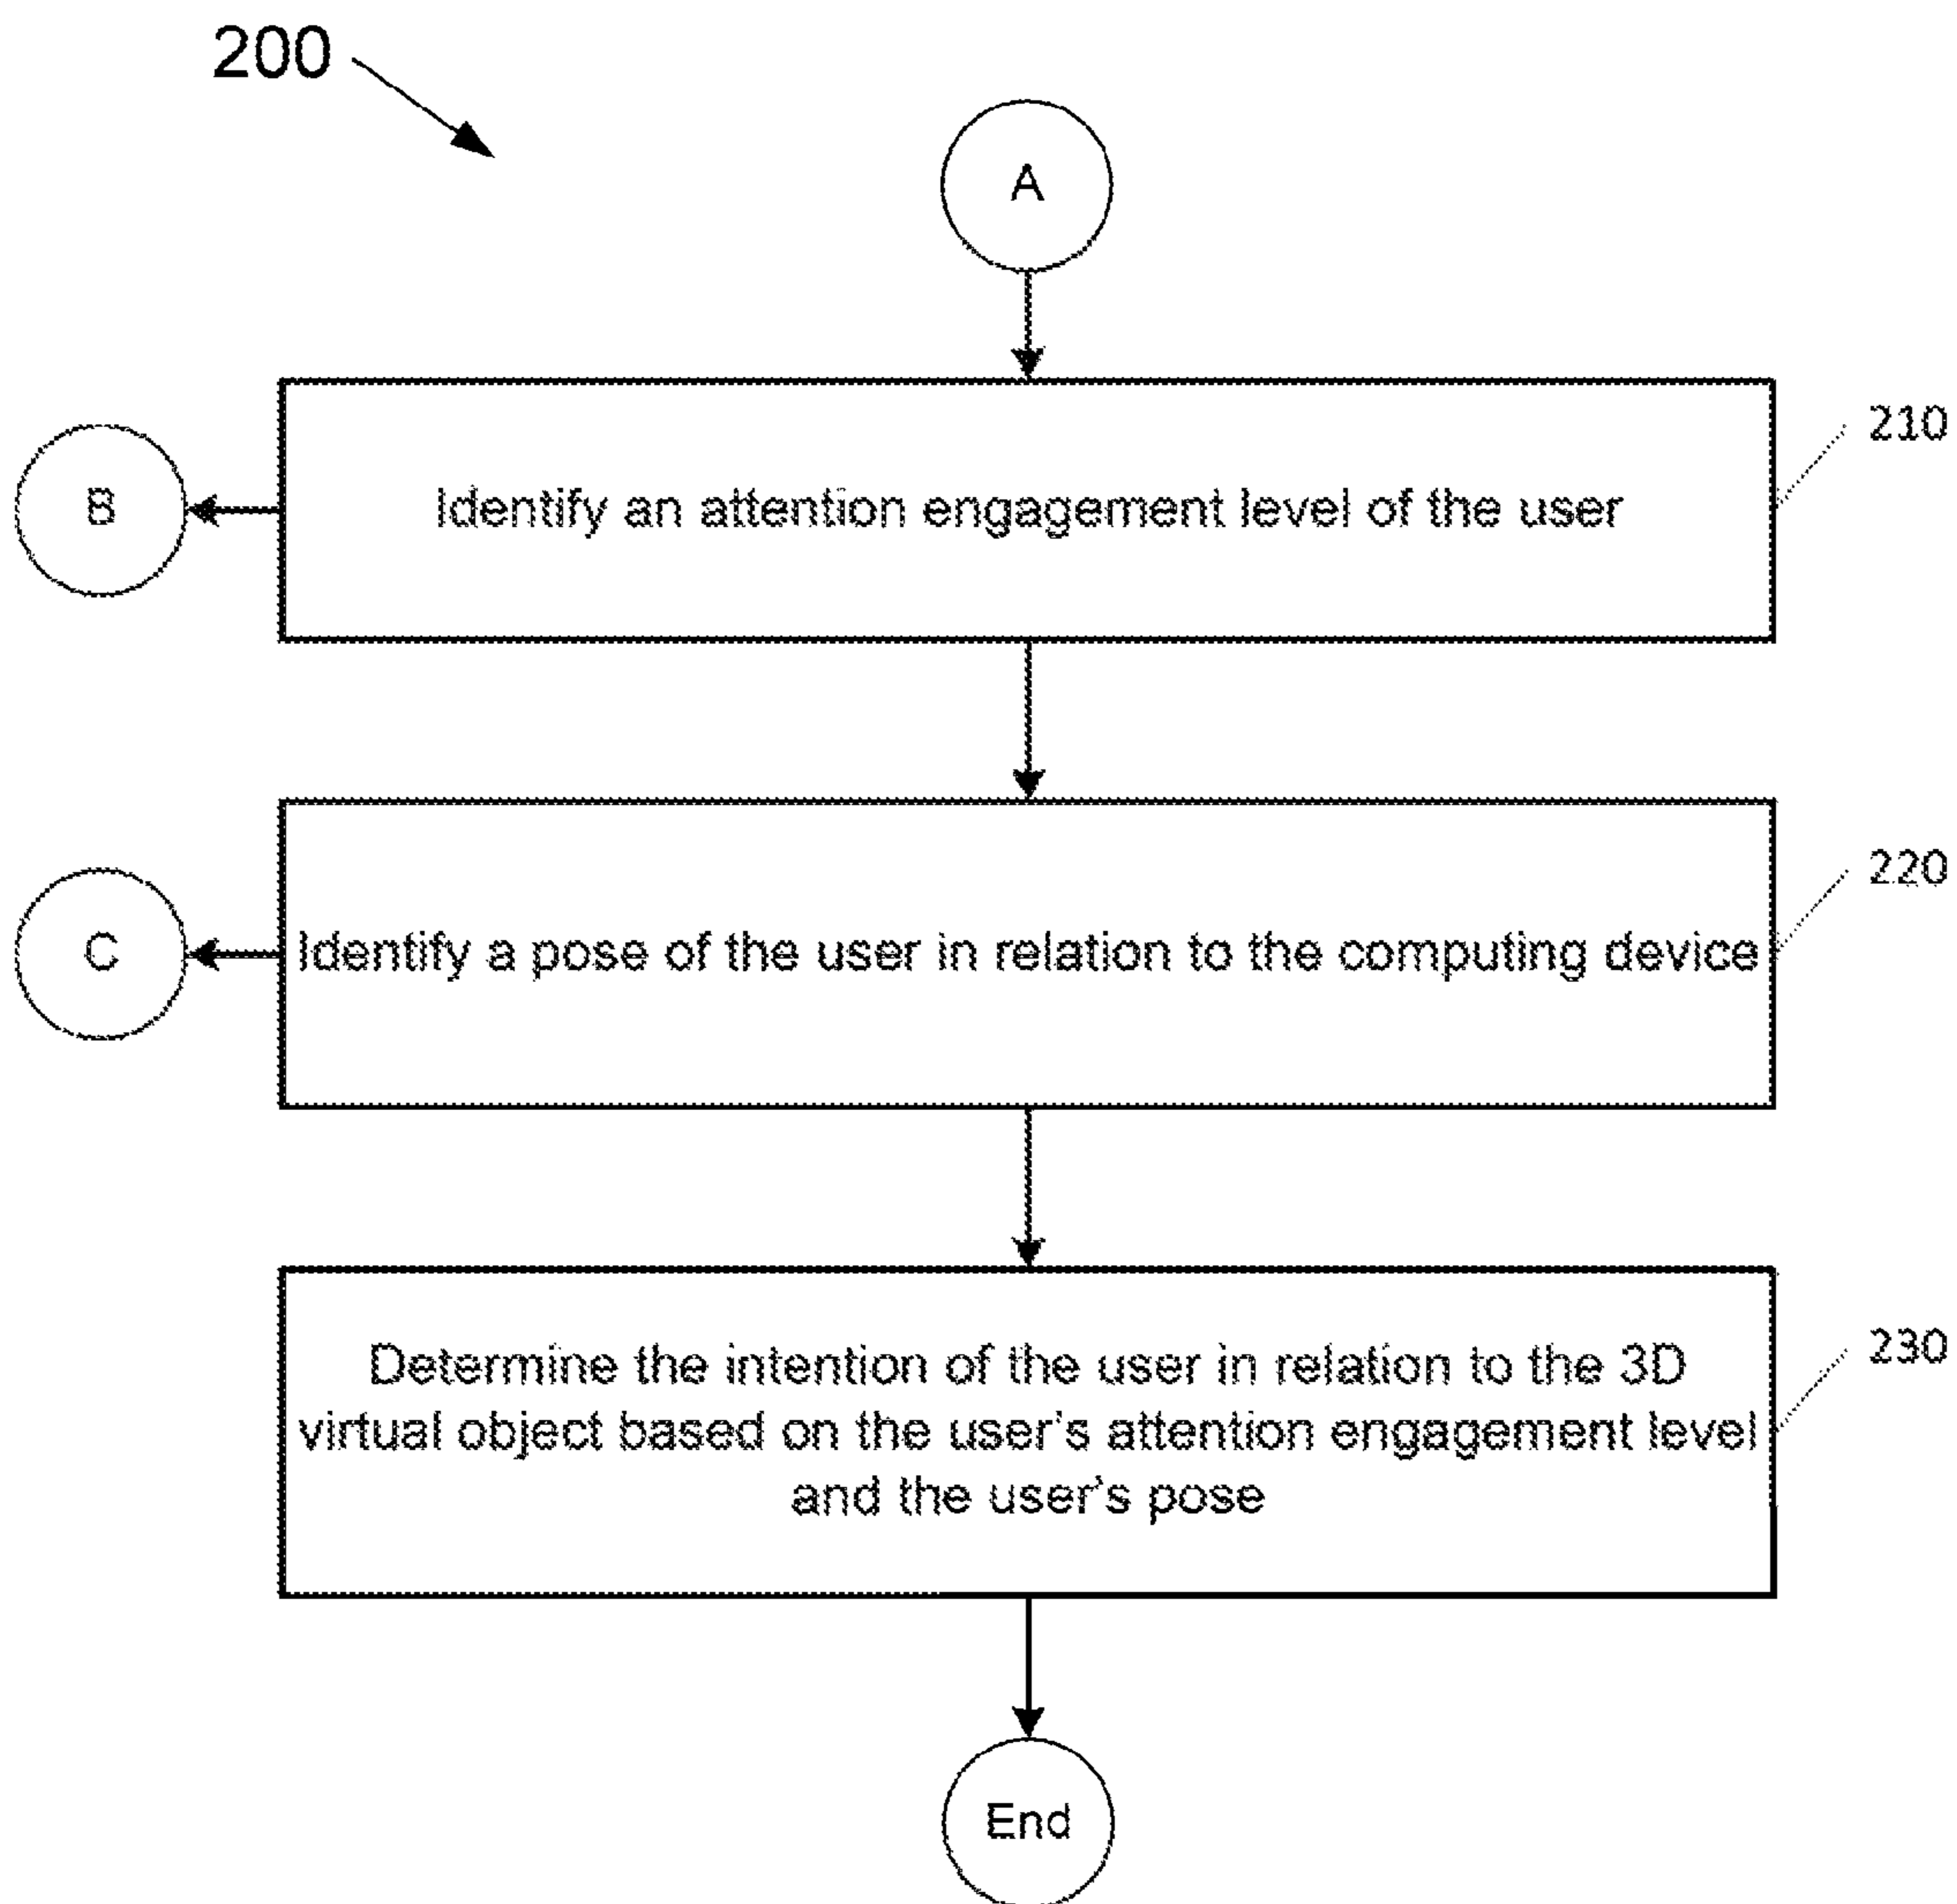 200
A
210
B
Identify an attention engagement level of the user
220
C
Identify a pose of the user in relation to the computing device
230
Determine the intention of the user in relation to the 3D
virtual object based on the user's attention engagement level
and the user's pose
End